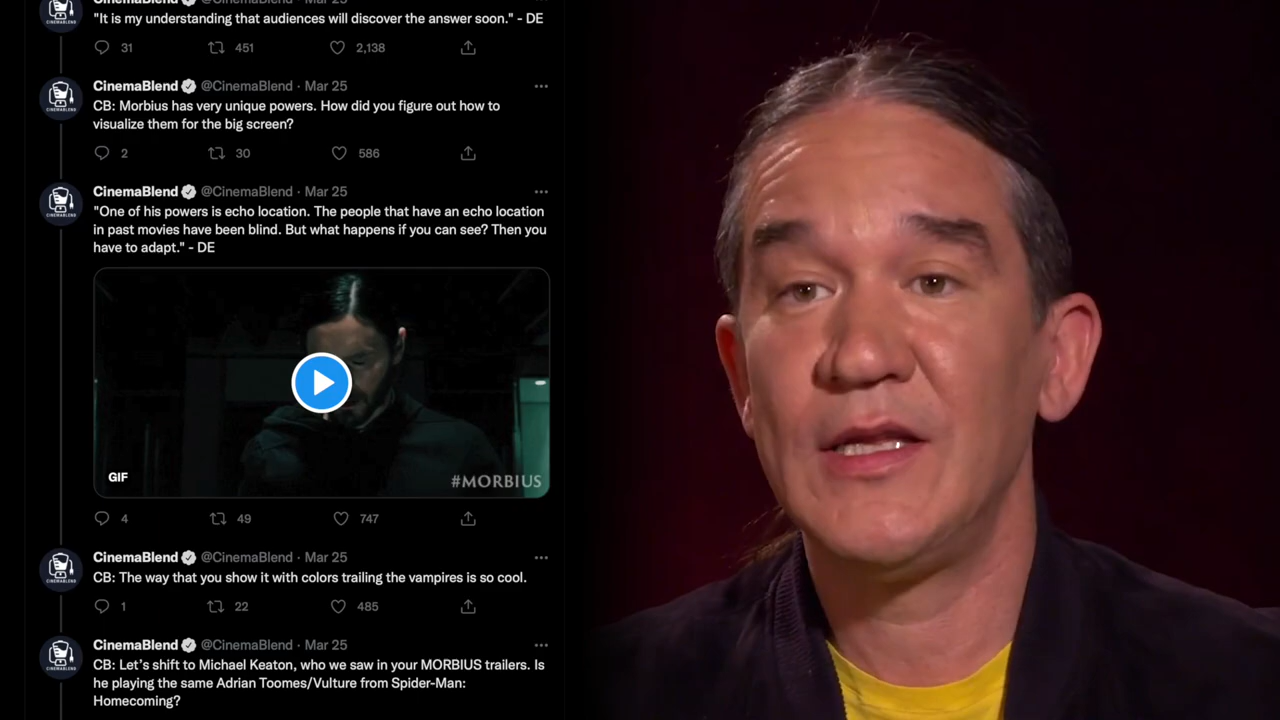 CinemaBlend @CinemaBlend · Mar 25
"It is my understanding that audiences will discover the answer soon." - DE
31 451 2,138
CinemaBlend @CinemaBlend · Mar 25
CB: Morbius has very unique powers. How did you figure out how to
visualize them for the big screen?
2 30 586
CinemaBlend @CinemaBlend · Mar 25
"One of his powers is echo location. The people that have an echo location
in past movies have been blind. But what happens if you can see? Then you
have to adapt." - DE
GIF
#MORBIUS
4 49 747
CinemaBlend @CinemaBlend · Mar 25
CB: The way that you show it with colors trailing the vampires is so cool.
1 22 485
CinemaBlend @CinemaBlend · Mar 25
CB: Let's shift to Michael Keaton, who we saw in your MORBIUS trailers. Is
he playing the same Adrian Toomes/Vulture from Spider-Man:
Homecoming?